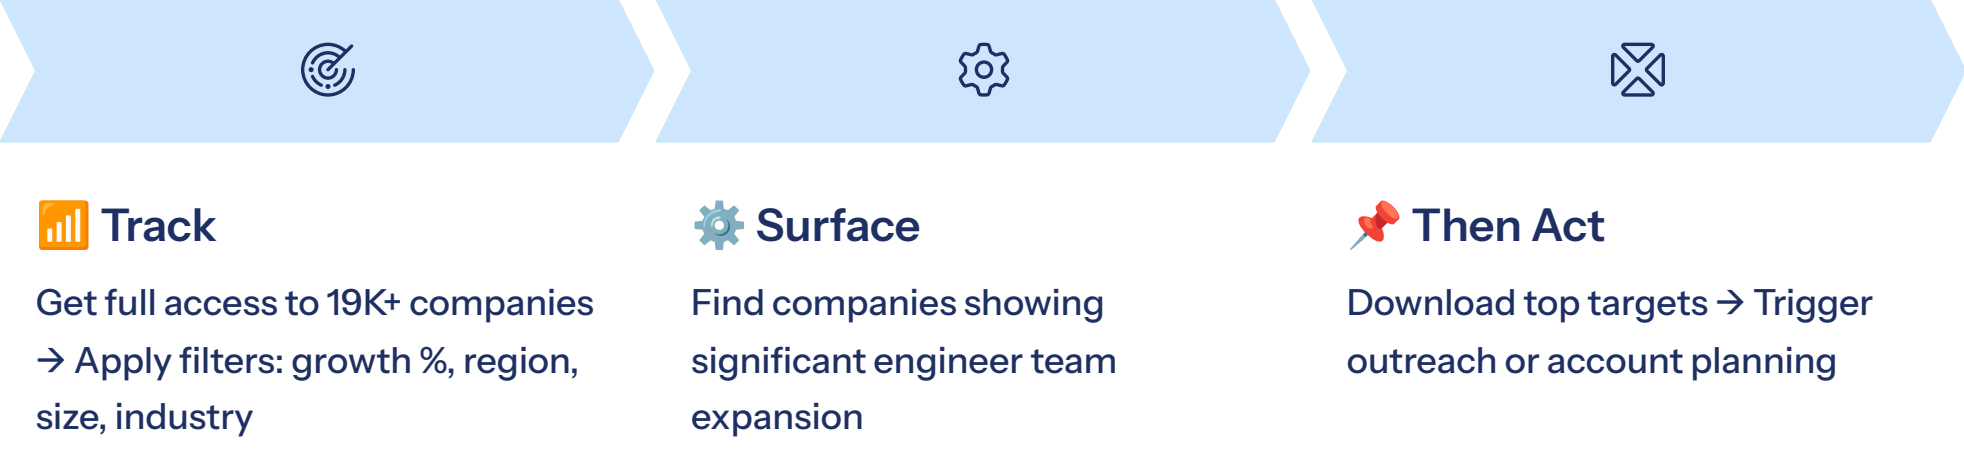 📶 Track
Get full access to 19K+ companies
→ Apply filters: growth %, region,
size, industry
⚙️ Surface
Find companies showing
significant engineer team
expansion
📌 Then Act
Download top targets → Trigger
outreach or account planning